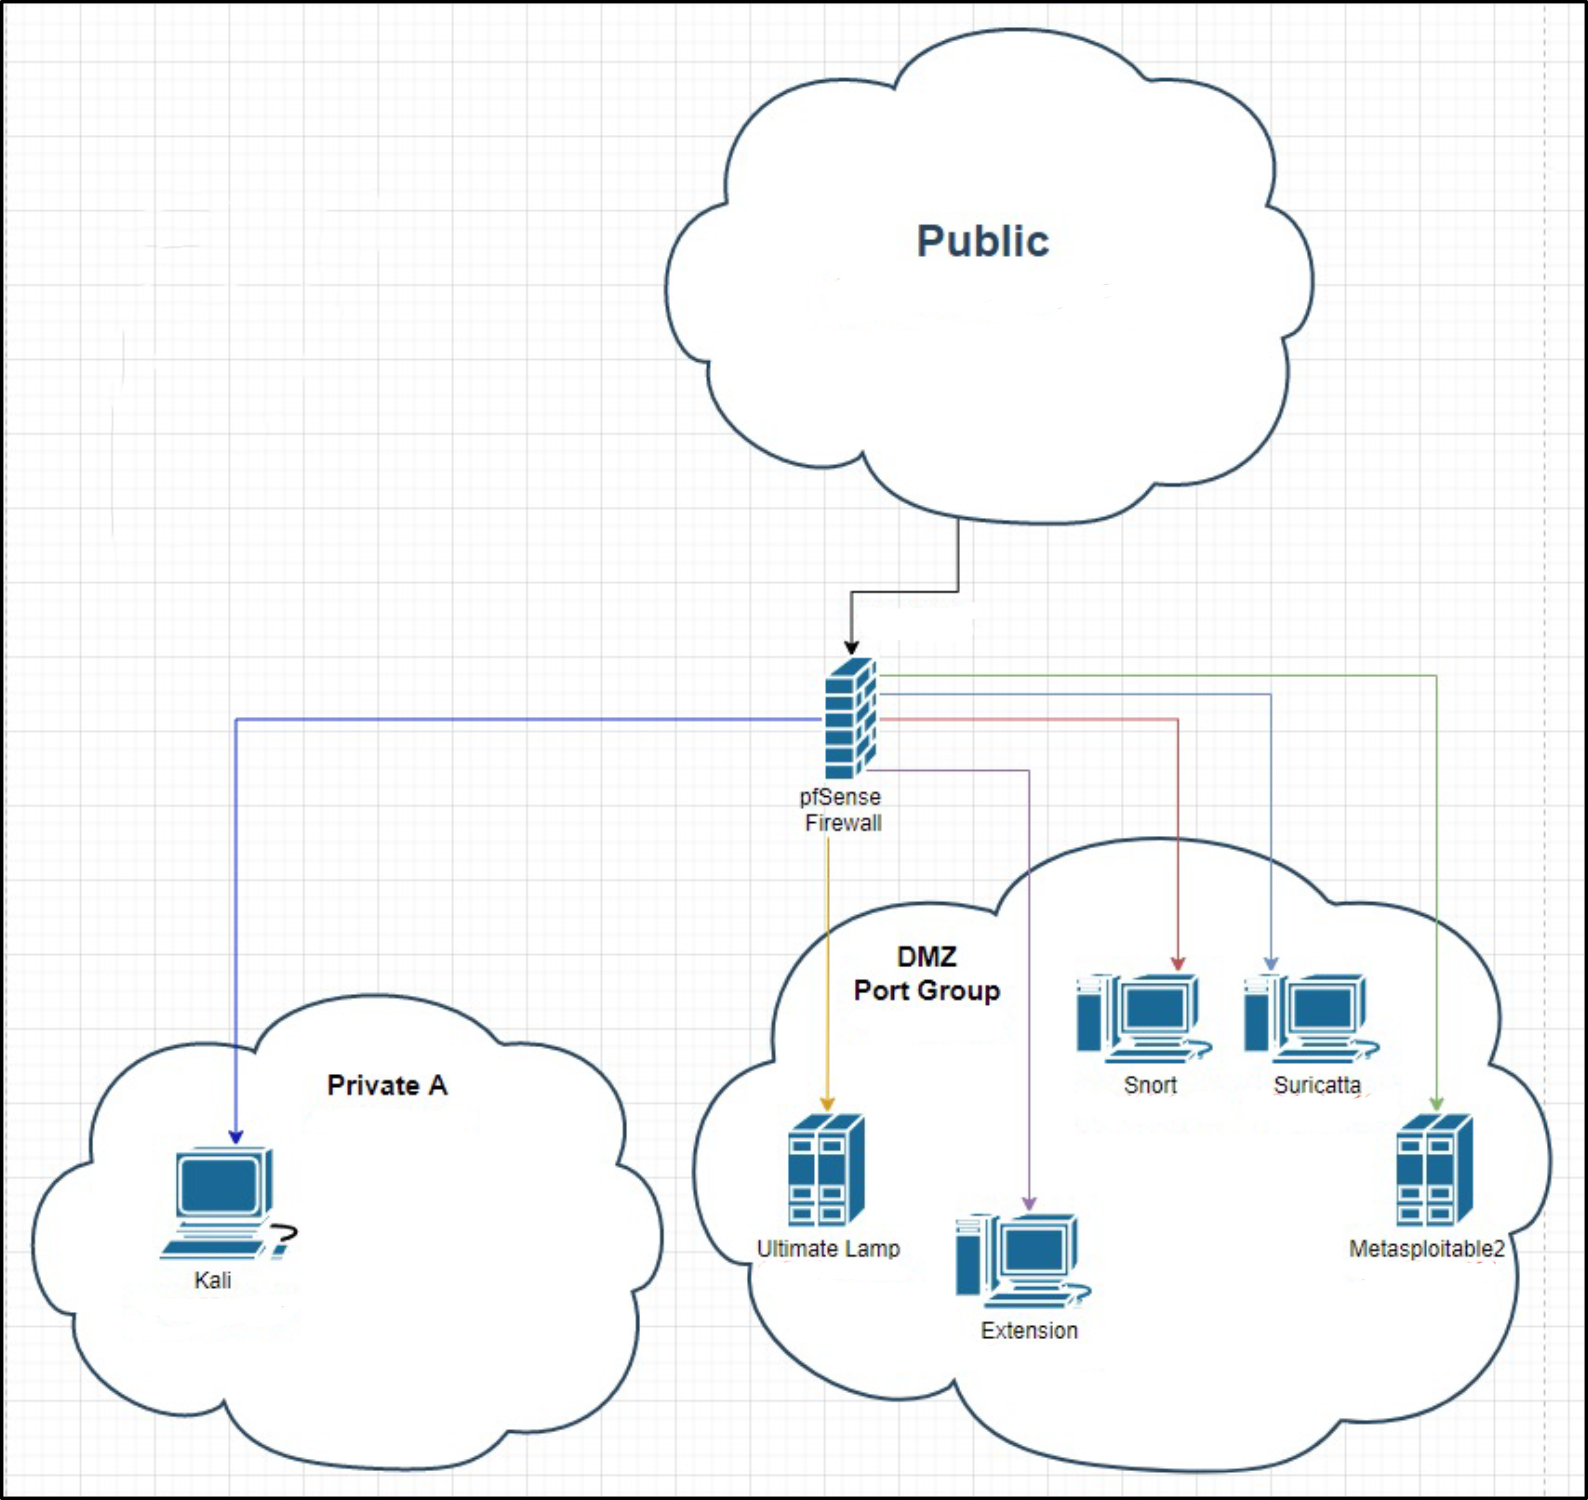 Public
pfSense
Firewall
DMZ
Port Group
Snort
Suricatta
Private A
Ultimate Lamp
Metasploitable2
Kali
Extension